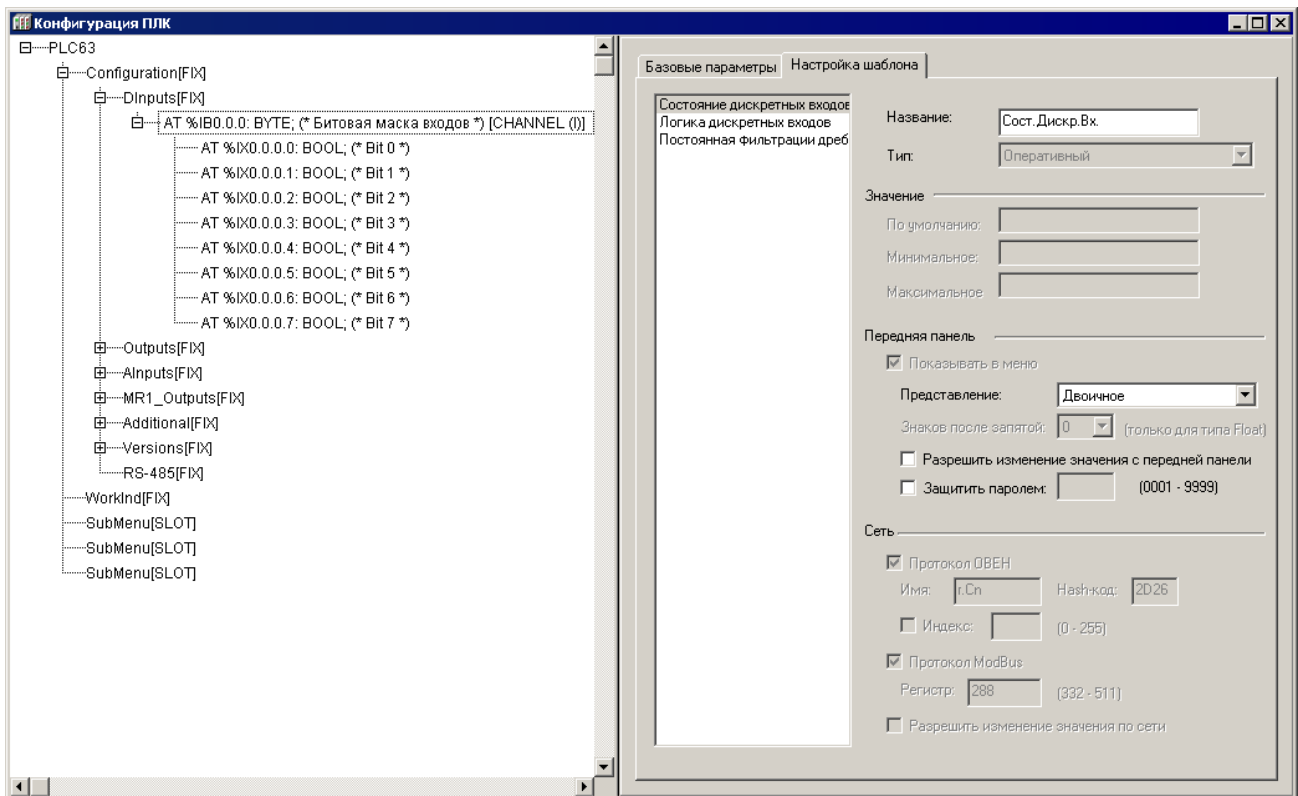 Конфигурация ПЛК
PLC63
Configuration[FIX]
DInputs[FIX]
AT %IB0.0.0: BYTE; (* Битовая маска входов *) [CHANNEL (I)]
AT %IX0.0.0.0: BOOL; (* Bit 0 *)
AT %IX0.0.0.1: BOOL; (* Bit 1 *)
AT %IX0.0.0.2: BOOL; (* Bit 2 *)
AT %IX0.0.0.3: BOOL; (* Bit 3 *)
AT %IX0.0.0.4: BOOL; (* Bit 4 *)
AT %IX0.0.0.5: BOOL; (* Bit 5 *)
AT %IX0.0.0.6: BOOL; (* Bit 6 *)
AT %IX0.0.0.7: BOOL; (* Bit 7 *)
Outputs[FIX]
AInputs[FIX]
MR1_Outputs[FIX]
Additional[FIX]
Versions[FIX]
RS-485[FIX]
WorkInd[FIX]
SubMenu[SLOT]
SubMenu[SLOT]
SubMenu[SLOT]
Базовые параметры Настройка шаблона
Состояние дискретных входов
Логика дискретных входов
Постоянная фильтрации дреб
Название: Сост.Дискр.Вх.
Тип: Оперативный
Значение
По умолчанию:
Минимальное:
Максимальное
Передняя панель
Показывать в меню
Представление: Двоичное
Знаков после запятой: 0 (только для типа Float)
Разрешить изменение значения с передней панели
Защитить паролем: (0001 - 9999)
Сеть
Протокол ОВЕН
Имя: r.Cn Hash-код: 2D26
Индекс: (0 - 255)
Протокол ModBus
Регистр: 288 (332 - 511)
Разрешить изменение значения по сети